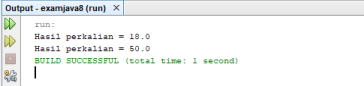 Output - examjava8 (run) ×
run:
Hasil perkalian = 18.0
Hasil perkalian = 50.0
BUILD SUCCESSFUL (total time: 1 second)